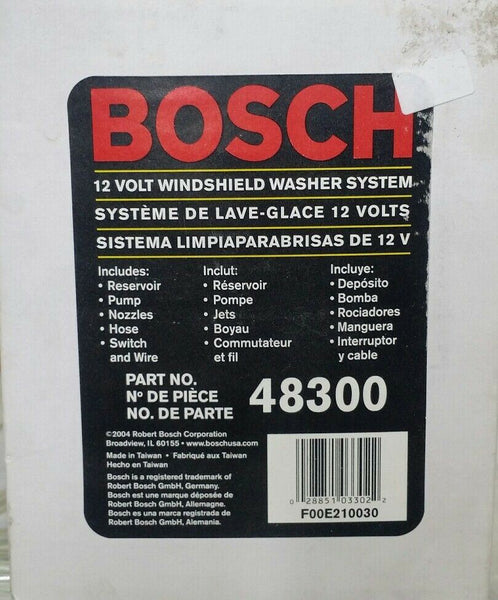 BOSCH
12 VOLT WINDSHIELD WASHER SYSTEM
SYSTÈME DE LAVE-GLACE 12 VOLTS
SISTEMA LIMPIAPARABRISAS DE 12 V
Includes:
• Reservoir
• Pump
• Nozzles
• Hose
• Switch
and Wire
Inclut:
• Réservoir
• Pompe
• Jets
• Boyau
• Commutateur
et fil
Incluye:
• Depósito
• Bomba
• Rociadores
• Manguera
• Interruptor
y cable
PART NO.
Nº DE PIÈCE
NO. DE PARTE
48300
©2004 Robert Bosch Corporation
Broadview, IL 60155 • www.boschusa.com
Made in Taiwan • Fabriqué aux Taiwan
Hecho en Taiwan
Bosch is a registered trademark of
Robert Bosch GmbH, Germany.
Bosch est une marque déposée de
Robert Bosch GmbH, Allemagne.
Bosch es una marca registrada de
Robert Bosch GmbH, Alemania.
0 28851 03302 2
F00E210030